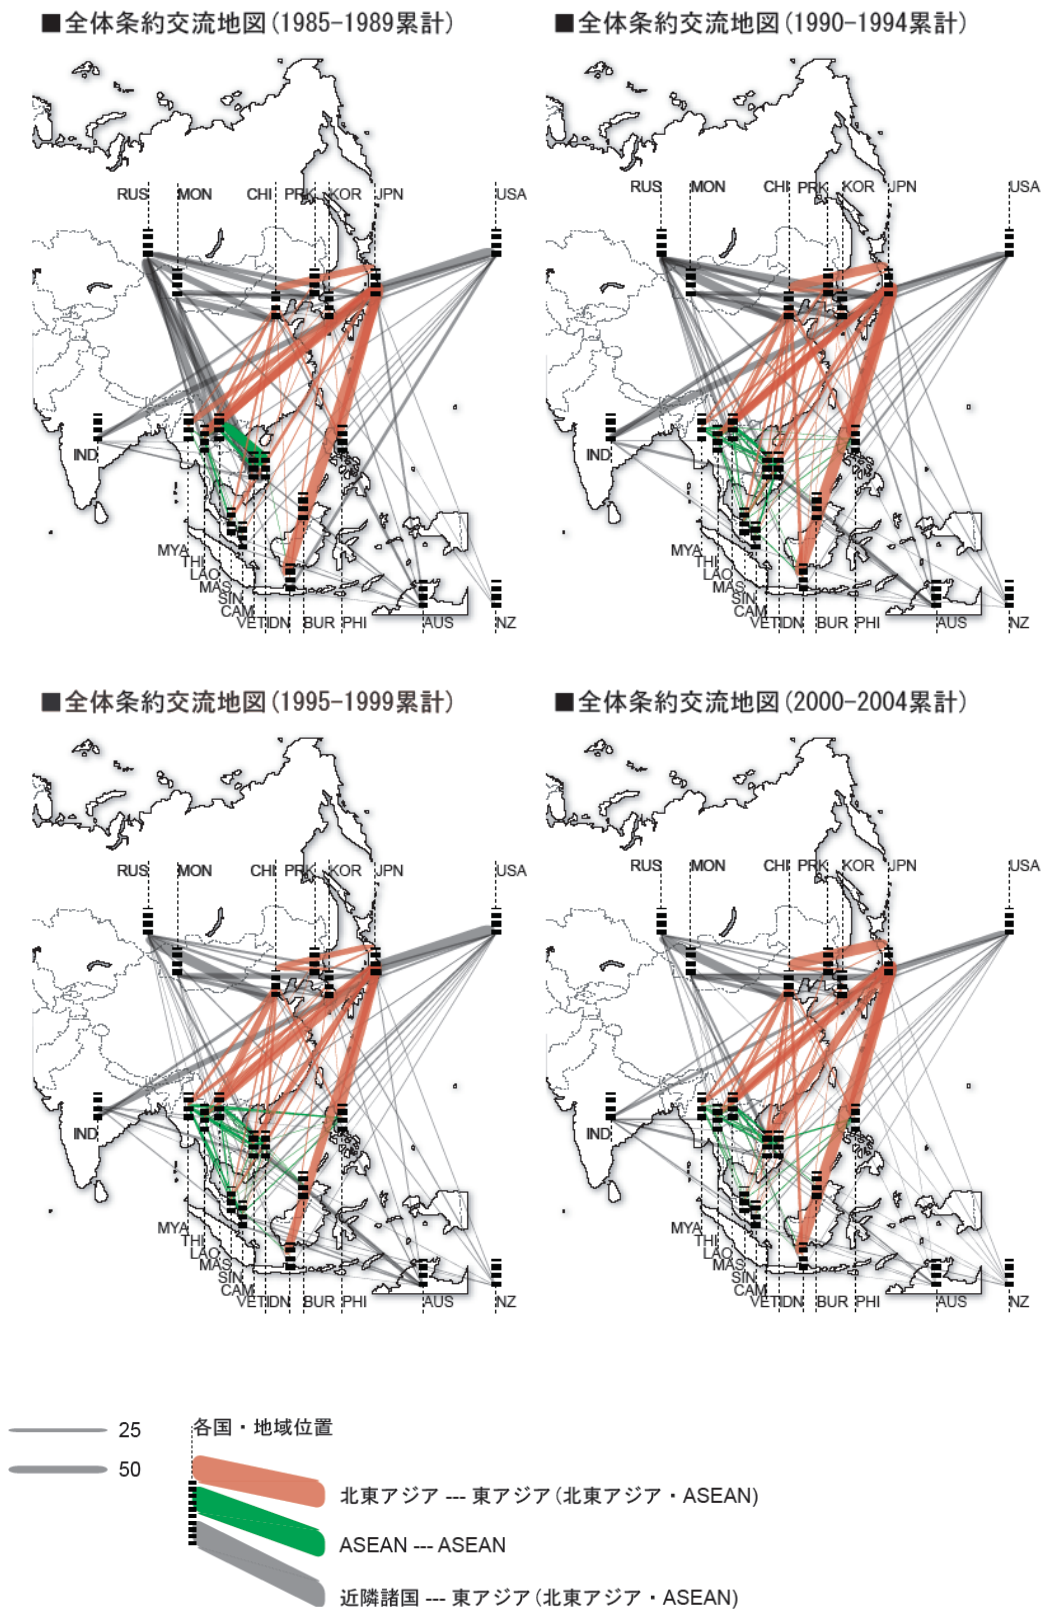 ■全体条約交流地図(1985-1989累計)
RUS MON CHI PRK KOR JPN USA
IND
MYA
THI
LAO
MAS
SIN
CAM
VET IDN BUR PHI AUS NZ
■全体条約交流地図(1990-1994累計)
RUS MON CHI PRK KOR JPN USA
IND
MYA
THI
LAO
MAS
SIN
CAM
VET IDN BUR PHI AUS NZ
■全体条約交流地図(1995-1999累計)
RUS MON CHI PRK KOR JPN USA
IND
MYA
THI
LAO
MAS
SIN
CAM
VET IDN BUR PHI AUS NZ
■全体条約交流地図(2000-2004累計)
RUS MON CHI PRK KOR JPN USA
IND
MYA
THI
LAO
MAS
SIN
CAM
VET IDN BUR PHI AUS NZ
25
50
各国・地域位置
北東アジア --- 東アジア(北東アジア・ASEAN)
ASEAN --- ASEAN
近隣諸国 --- 東アジア(北東アジア・ASEAN)